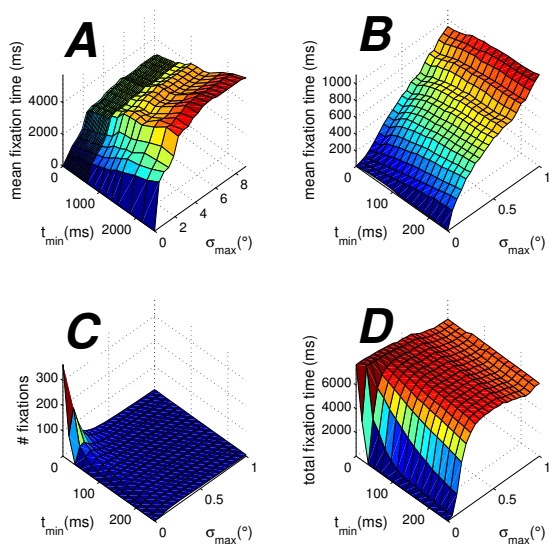 A
mean fixation time (ms)
4000
2000
0
0
1000
2000
t_min(ms)
0
2
4
6
8
σ_max(°)
B
mean fixation time (ms)
1000
800
600
400
200
0
100
200
t_min(ms)
0
0.5
1
σ_max(°)
C
# fixations
300
200
100
0
0
100
200
t_min(ms)
0
0.5
1
σ_max(°)
D
total fixation time (ms)
6000
4000
2000
0
100
200
t_min(ms)
0
0.5
1
σ_max(°)